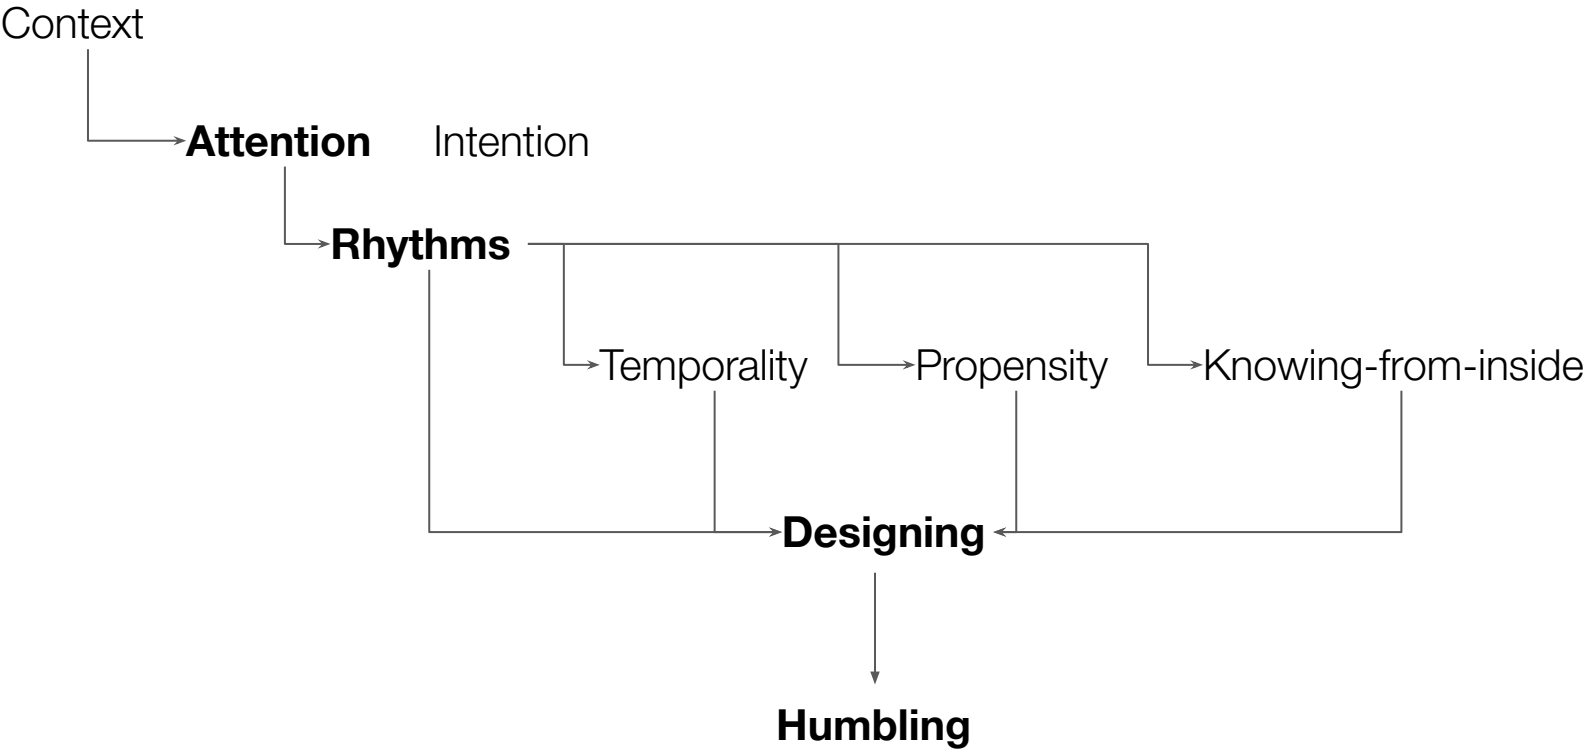 Context
Attention Intention
Rhythms
Temporality Propensity Knowing-from-inside
Designing
Humbling